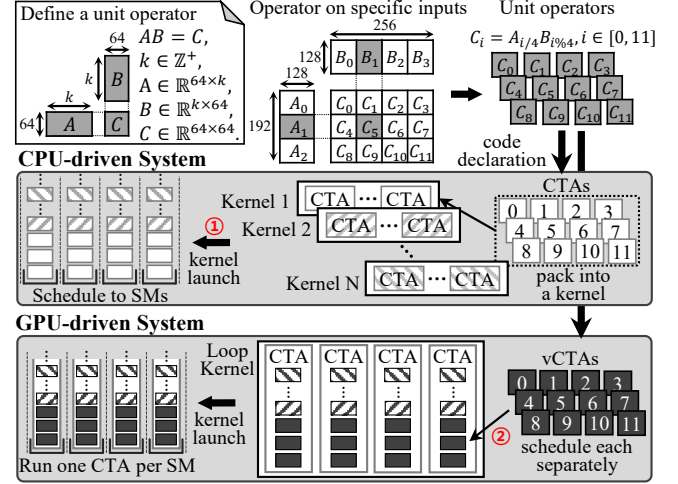 Define a unit operator
64
AB = C,
k ∈ ℤ⁺,
A ∈ ℝ^{64×k},
B ∈ ℝ^{k×64},
C ∈ ℝ^{64×64}.
k
B
k
64
A
C
Operator on specific inputs
256
128
B₀ B₁ B₂ B₃
128
192
A₀ C₀ C₁ C₂ C₃
A₁ C₄ C₅ C₆ C₇
A₂ C₈ C₉ C₁₀ C₁₁
Unit operators
Cᵢ = A_{i/4}B_{i%4}, i ∈ [0, 11]
C₀ C₁ C₂ C₃
C₄ C₅ C₆ C₇
C₈ C₉ C₁₀ C₁₁
code
declaration
CPU-driven System
Schedule to SMs
①
kernel
launch
Kernel 1
CTA ··· CTA
Kernel 2
CTA ··· CTA
Kernel N
CTA ··· CTA
CTAs
0 1 2 3
4 5 6 7
8 9 10 11
pack into
a kernel
GPU-driven System
Run one CTA per SM
Loop
Kernel
kernel
launch
CTA CTA CTA CTA
②
vCTAs
0 1 2 3
4 5 6 7
8 9 10 11
schedule each
separately